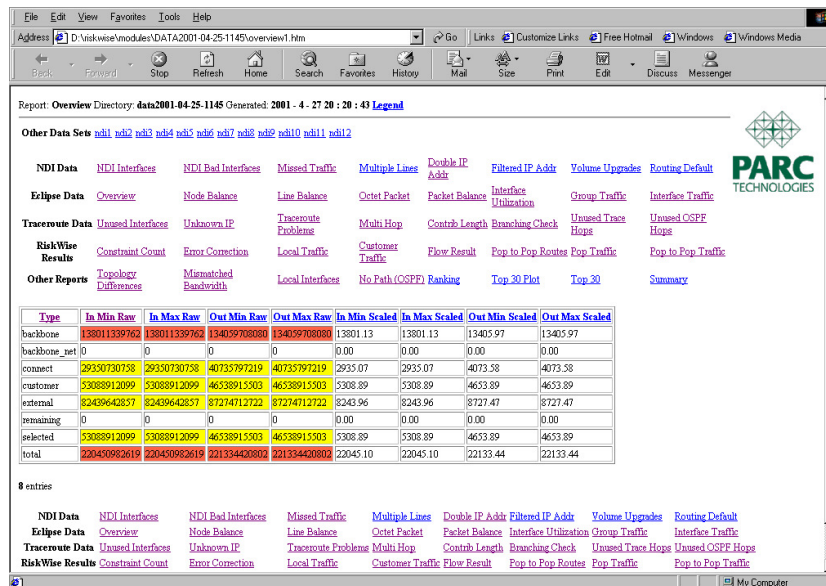 File Edit View Favorites Tools Help
Address D:\riskwise\modules\DATA2001-04-25-1145\overview1.htm Go Links Customize Links Free Hotmail Windows Windows Media
Back Forward Stop Refresh Home Search Favorites History Mail Size Print Edit Discuss Messenger
Report: Overview Directory: data2001-04-25-1145 Generated: 2001 - 4 - 27 20 : 20 : 43 Legend
Other Data Sets ndi1 ndi2 ndi3 ndi4 ndi5 ndi6 ndi7 ndi8 ndi9 ndi10 ndi11 ndi12
PARC
TECHNOLOGIES
NDI Data NDI Interfaces NDI Bad Interfaces Missed Traffic Multiple Lines Double IP Addr Filtered IP Addr Volume Upgrades Routing Default
Eclipse Data Overview Node Balance Line Balance Octet Packet Packet Balance Interface Utilization Group Traffic Interface Traffic
Traceroute Data Unused Interfaces Unknown IP Traceroute Problems Multi Hop Contrib Length Branching Check Unused Trace Hops Unused OSPF Hops
RiskWise Results Constraint Count Error Correction Local Traffic Customer Traffic Flow Result Pop to Pop Routes Pop Traffic Pop to Pop Traffic
Other Reports Topology Differences Mismatched Bandwidth Local Interfaces No Path (OSPF) Ranking Top 30 Plot Top 30 Summary
Type In Min Raw In Max Raw Out Min Raw Out Max Raw In Min Scaled In Max Scaled Out Min Scaled Out Max Scaled
backbone 138011339762 138011339762 134059708080 134059708080 13801.13 13801.13 13405.97 13405.97
backbone_net 0 0 0 0 0.00 0.00 0.00 0.00
connect 29350730758 29350730758 40735797219 40735797219 2935.07 2935.07 4073.58 4073.58
customer 53088912099 53088912099 46538915503 46538915503 5308.89 5308.89 4653.89 4653.89
external 82439642857 82439642857 87274712722 87274712722 8243.96 8243.96 8727.47 8727.47
remaining 0 0 0 0 0.00 0.00 0.00 0.00
selected 53088912099 53088912099 46538915503 46538915503 5308.89 5308.89 4653.89 4653.89
total 220450982619 220450982619 221334420802 221334420802 22045.10 22045.10 22133.44 22133.44
8 entries
NDI Data NDI Interfaces NDI Bad Interfaces Missed Traffic Multiple Lines Double IP Addr Filtered IP Addr Volume Upgrades Routing Default
Eclipse Data Overview Node Balance Line Balance Octet Packet Packet Balance Interface Utilization Group Traffic Interface Traffic
Traceroute Data Unused Interfaces Unknown IP Traceroute Problems Multi Hop Contrib Length Branching Check Unused Trace Hops Unused OSPF Hops
RiskWise Results Constraint Count Error Correction Local Traffic Customer Traffic Flow Result Pop to Pop Routes Pop Traffic Pop to Pop Traffic
My Computer